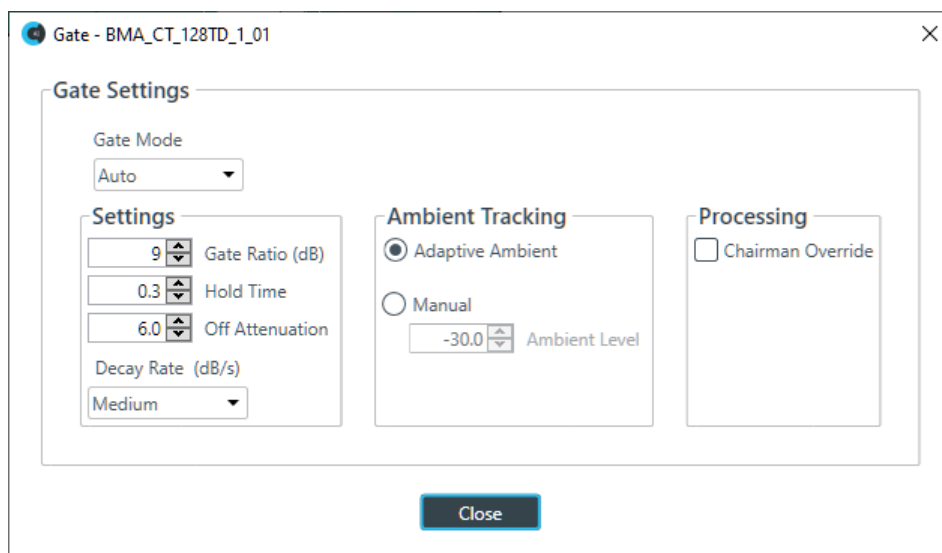 Gate - BMA_CT_128TD_1_01
Gate Settings
Gate Mode
Auto
Settings
9 Gate Ratio (dB)
0.3 Hold Time
6.0 Off Attenuation
Decay Rate (dB/s)
Medium
Ambient Tracking
Adaptive Ambient
Manual
-30.0 Ambient Level
Processing
Chairman Override
Close